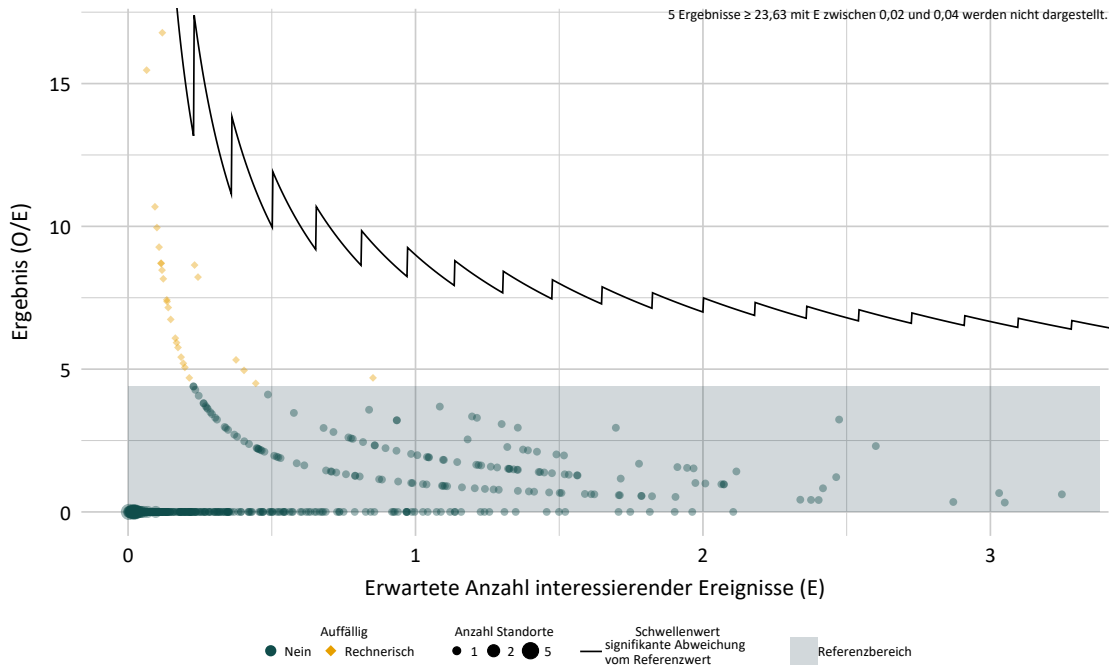 5 Ergebnisse ≥ 23,63 mit E zwischen 0,02 und 0,04 werden nicht dargestellt.
15
10
5
0
Ergebnis (O/E)
0
1
2
3
Erwartete Anzahl interessierender Ereignisse (E)
Auffällig
Nein
Rechnerisch
Anzahl Standorte
1
2
5
Schwellenwert
signifikante Abweichung
vom Referenzwert
Referenzbereich